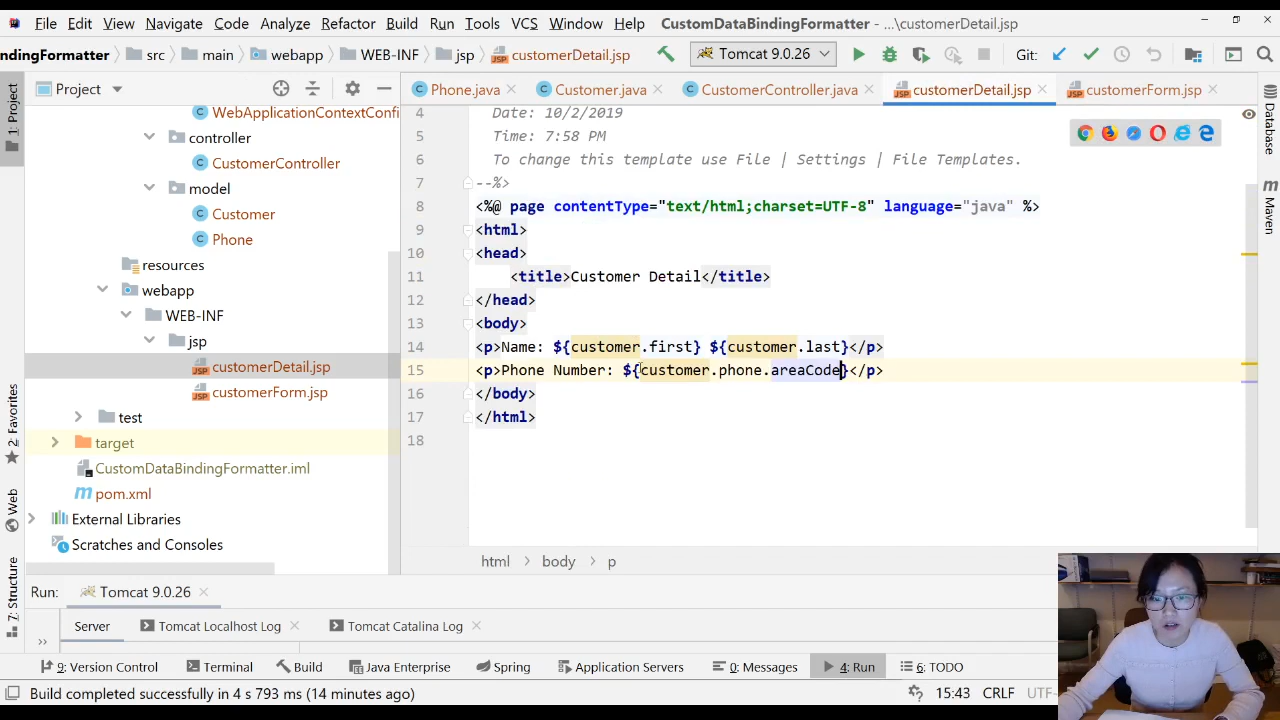 File Edit View Navigate Code Analyze Refactor Build Run Tools VCS Window Help CustomDataBindingFormatter - ...\customerDetail.jsp
ndingFormatter src main webapp WEB-INF jsp customerDetail.jsp Tomcat 9.0.26 Git:
Project
Phone.java Customer.java CustomerController.java customerDetail.jsp customerForm.jsp
1: Project
2: Favorites
Web
7: Structure
WebApplicationContextConfi
controller
CustomerController
model
Customer
Phone
resources
webapp
WEB-INF
jsp
customerDetail.jsp
customerForm.jsp
test
target
CustomDataBindingFormatter.iml
pom.xml
External Libraries
Scratches and Consoles
4 Date: 10/2/2019
5 Time: 7:58 PM
6 To change this template use File | Settings | File Templates.
7 --%>
8 <%@ page contentType="text/html;charset=UTF-8" language="java" %>
9 <html>
10 <head>
11 <title>Customer Detail</title>
12 </head>
13 <body>
14 <p>Name: ${customer.first} ${customer.last}</p>
15 <p>Phone Number: ${customer.phone.areaCode}</p>
16 </body>
17 </html>
18
html body p
Database
Maven
Run: Tomcat 9.0.26
Server Tomcat Localhost Log Tomcat Catalina Log
9: Version Control Terminal Build Java Enterprise Spring Application Servers 0: Messages 4: Run 6: TODO
Build completed successfully in 4 s 793 ms (14 minutes ago) 15:43 CRLF UTF-